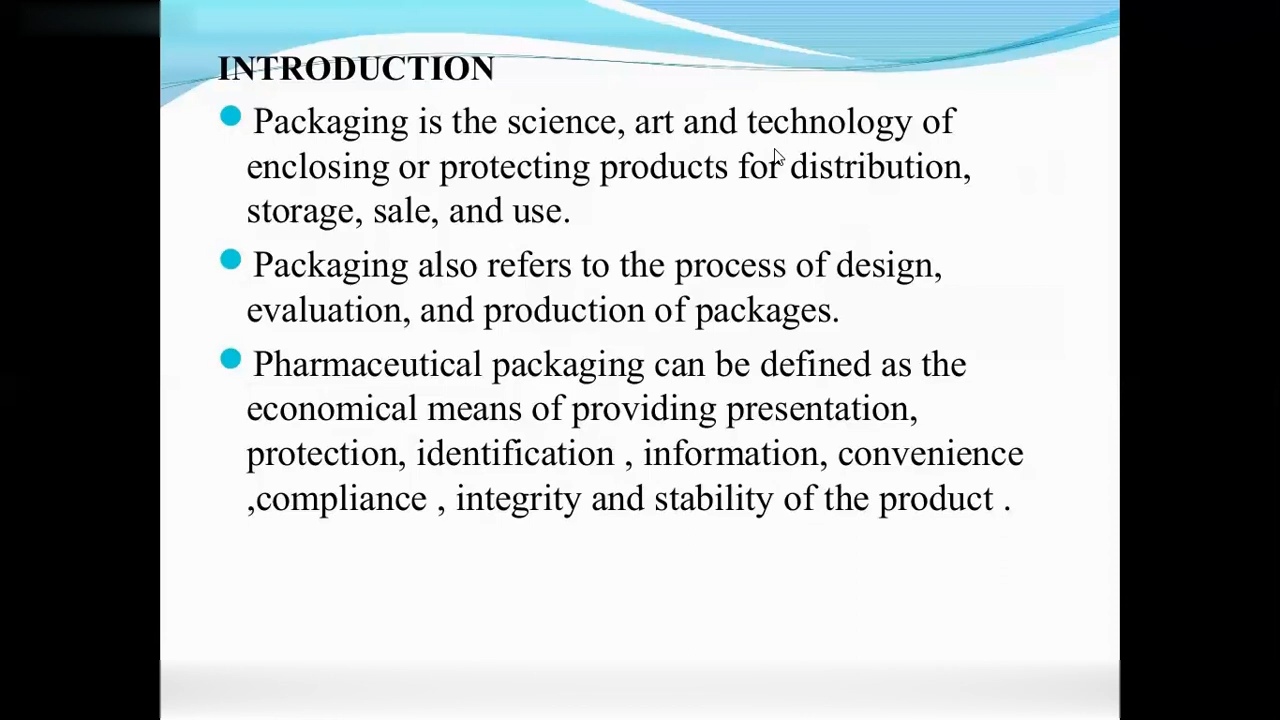 INTRODUCTION
Packaging is the science, art and technology of
enclosing or protecting products for distribution,
storage, sale, and use.
Packaging also refers to the process of design,
evaluation, and production of packages.
Pharmaceutical packaging can be defined as the
economical means of providing presentation,
protection, identification , information, convenience
,compliance , integrity and stability of the product .